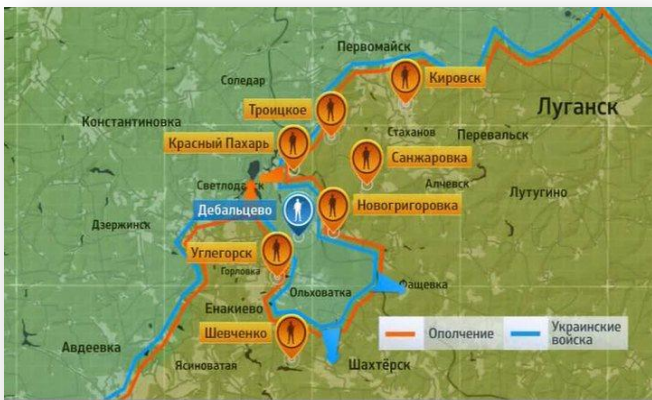 Первомайск
Кировск
Соледар
Троицкое
Луганск
Константиновка
Стаханов
Перевальск
Красный Пахарь
Санжаровка
Светлодарск
Алчевск
Лутугино
Дебальцево
Новогригоровка
Дзержинск
Углегорск
Горловка
Фащевка
Ольховатка
Енакиево
Шевченко
Ополчение
Украинские
войска
Авдеевка
Ясиноватая
Шахтёрск